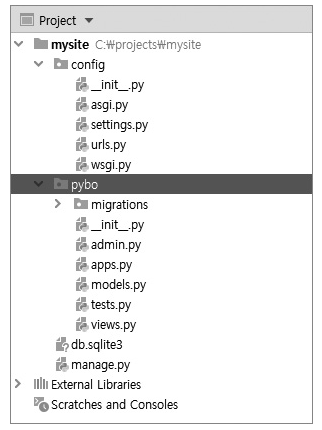 Project
mysite C:₩projects₩mysite
config
__init__.py
asgi.py
settings.py
urls.py
wsgi.py
pybo
migrations
__init__.py
admin.py
apps.py
models.py
tests.py
views.py
db.sqlite3
manage.py
External Libraries
Scratches and Consoles